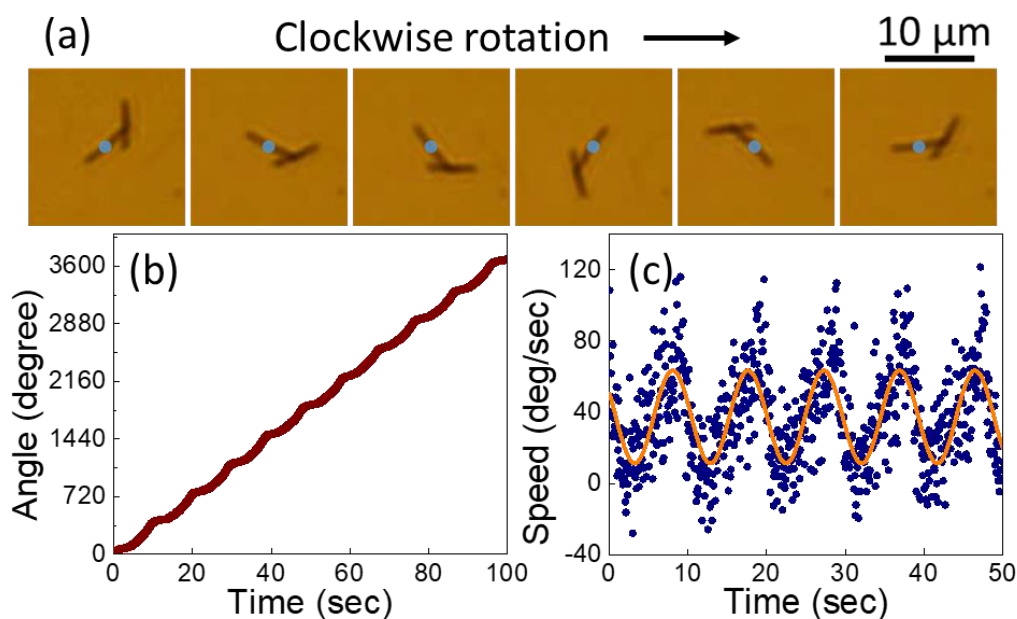 (a) Clockwise rotation 10 μm
(b)
3600
2880
2160
1440
720
0
Angle (degree)
0 20 40 60 80 100
Time (sec)
(c)
120
80
40
0
-40
Speed (deg/sec)
0 10 20 30 40 50
Time (sec)